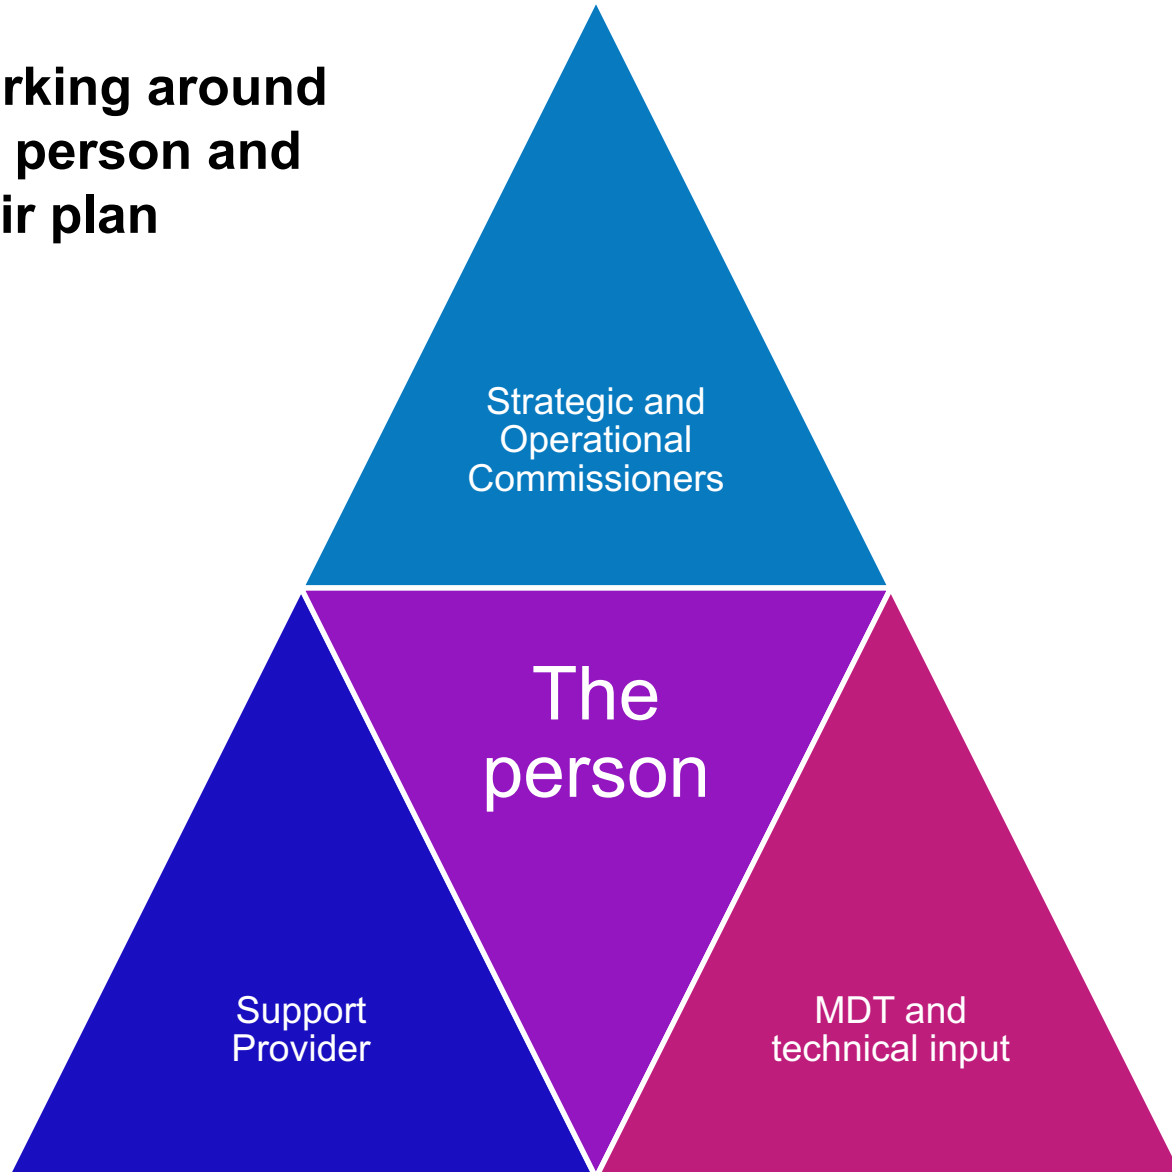 rking around
person and
ir plan
Strategic and
Operational
Commissioners
The
person
Support
Provider
MDT and
technical input